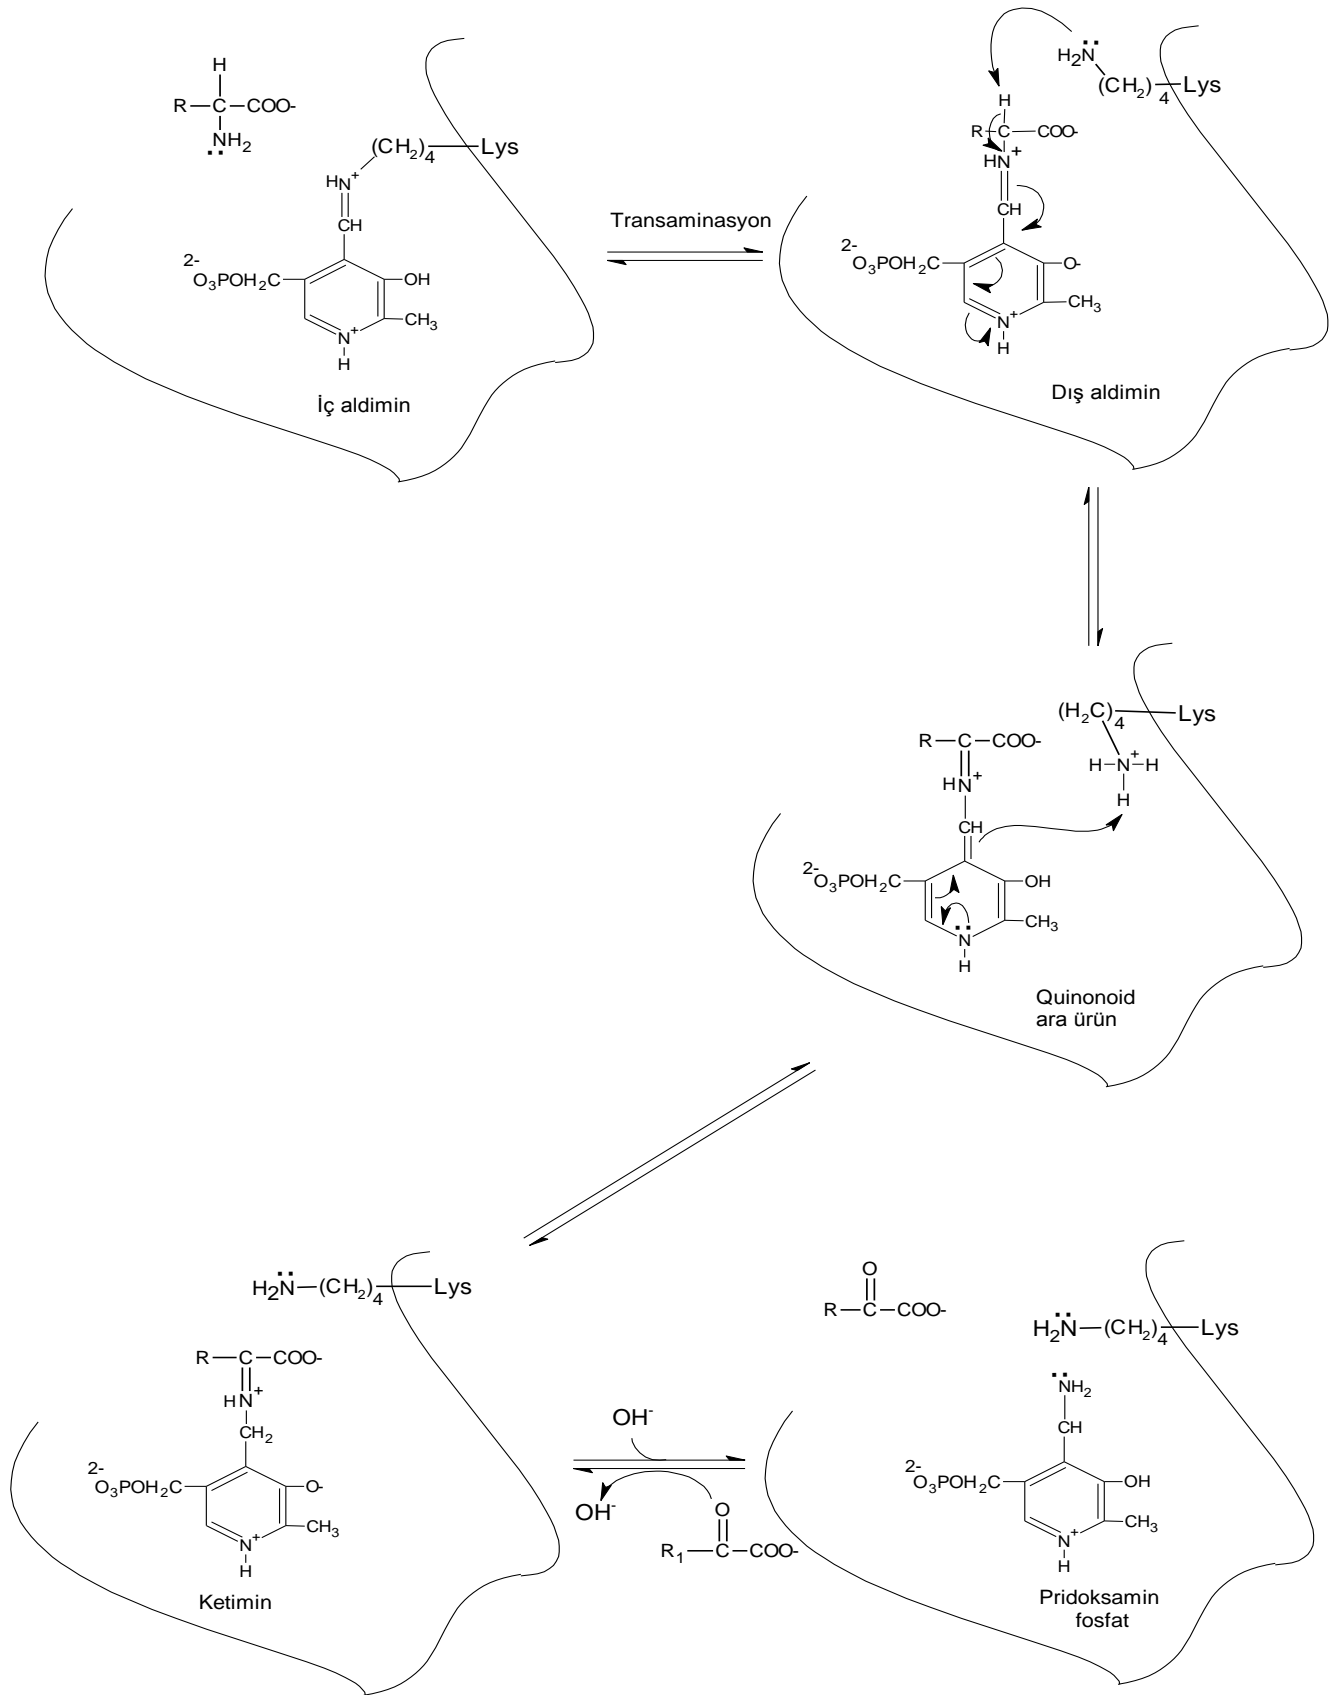 H
R
C
COO-
NH2
(CH2)4
Lys
HN+
CH
2-
O3POH2C
OH
N+
CH3
H
İç aldimin
Transaminasyon
H2N
(CH2)4
Lys
H
R
C
COO-
HN+
CH
2-
O3POH2C
O-
CH3
N+
H
Dış aldimin
(H2C)4
Lys
R
C
COO-
H
N+
H
HN+
H
CH
2-
O3POH2C
OH
CH3
N
H
Quinonoid
ara ürün
H2N
(CH2)4
Lys
R
C
COO-
HN+
CH2
2-
O3POH2C
O-
CH3
N+
H
Ketimin
OH-
OH-
O
R1
C
COO-
O
R
C
COO-
H2N
(CH2)4
Lys
NH2
CH
2-
O3POH2C
OH
CH3
N+
H
Pridoksamin
fosfat